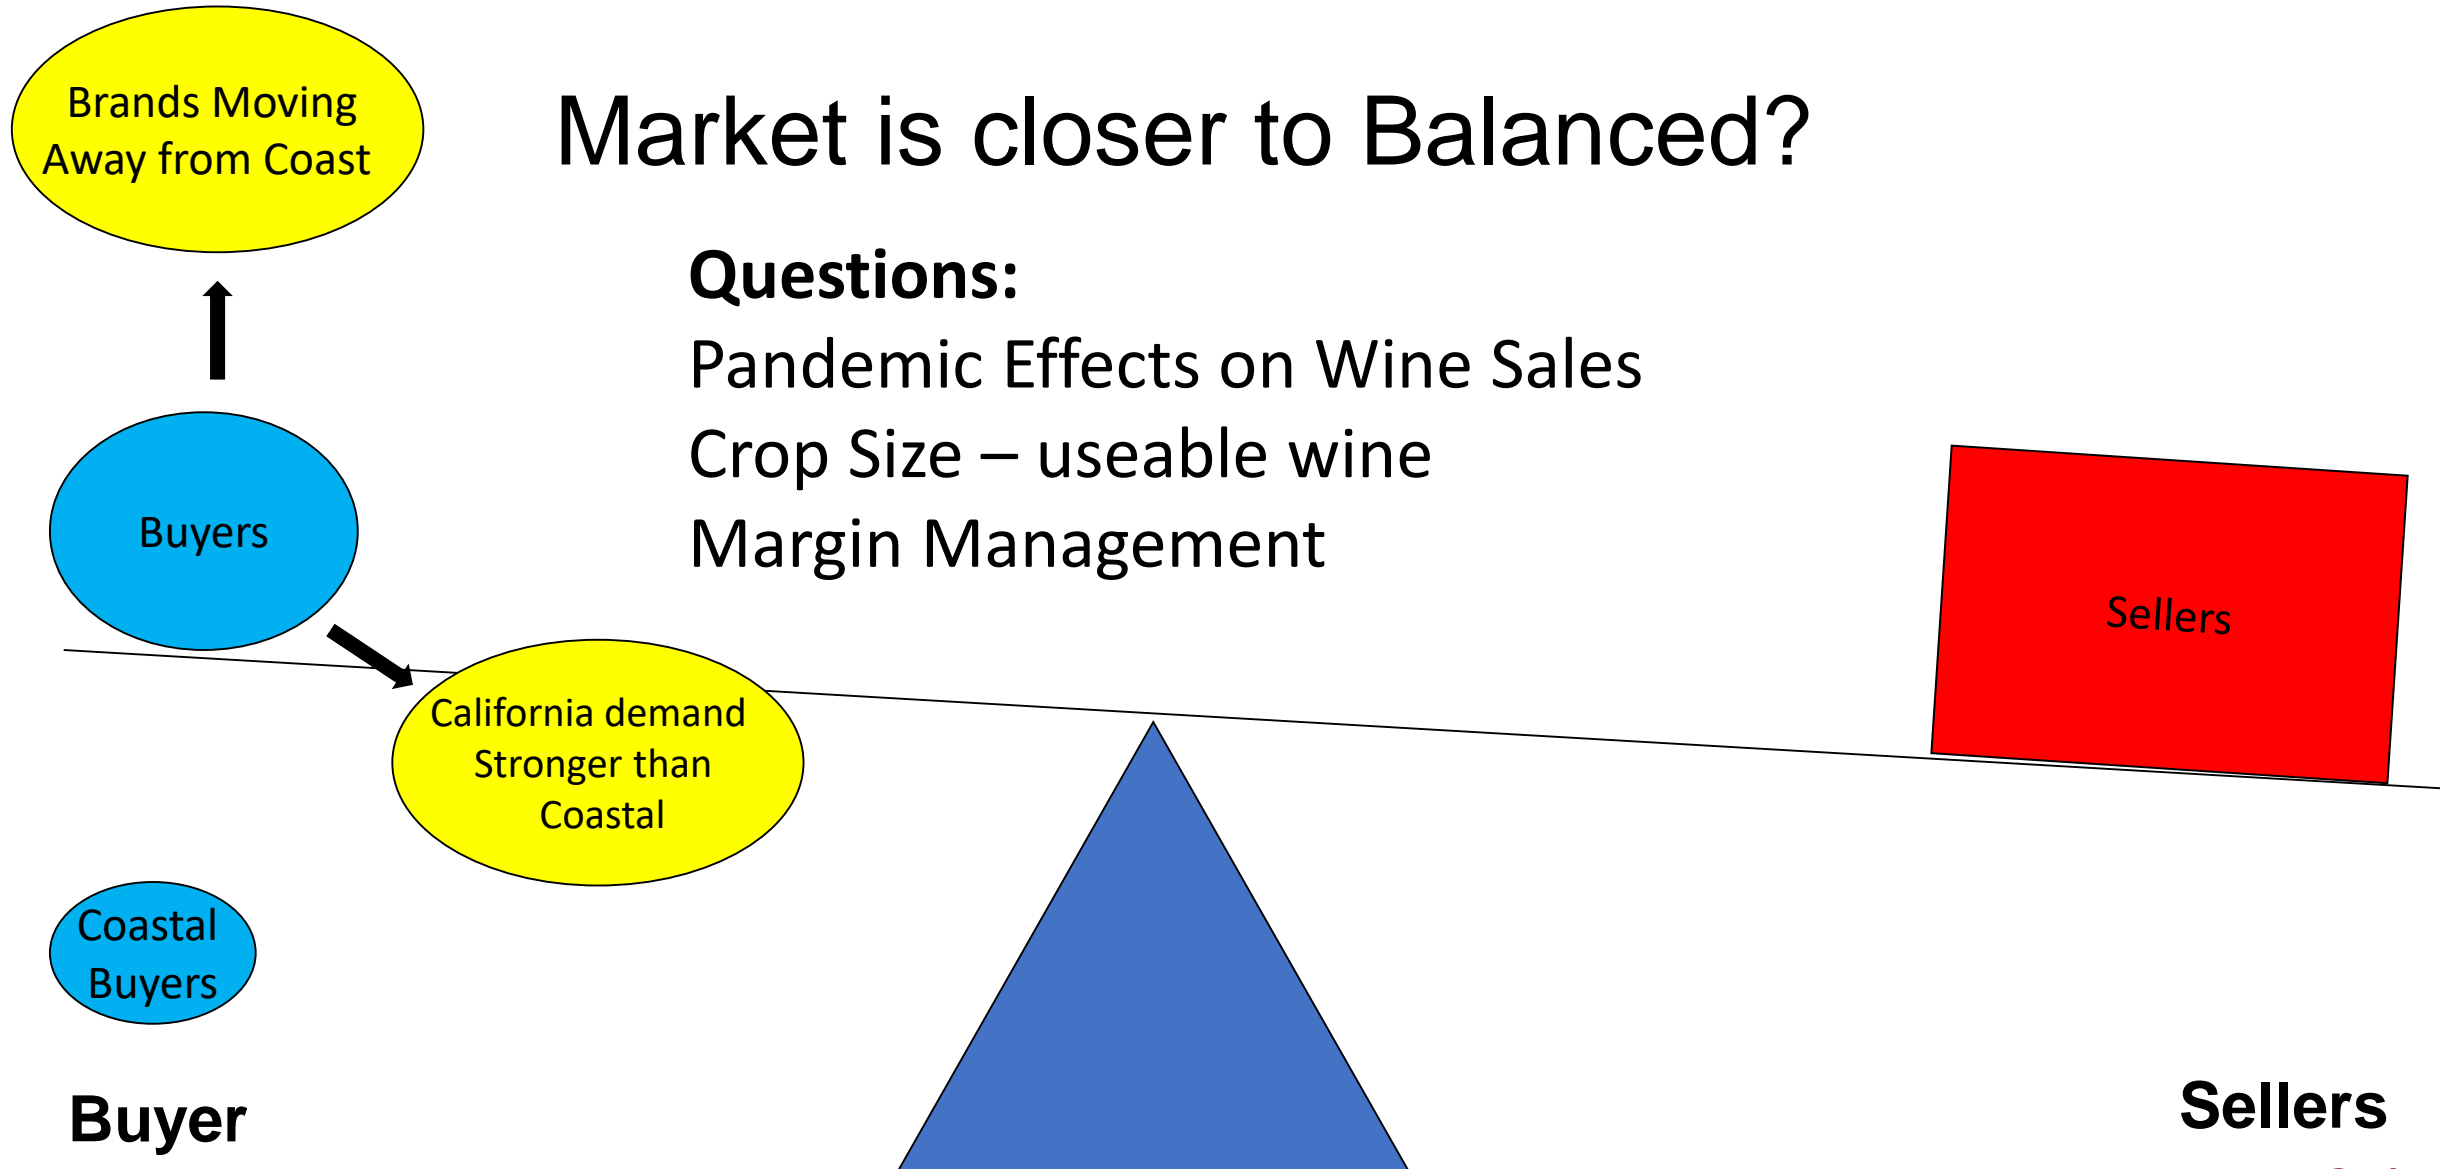 Brands Moving
Away from Coast
Market is closer to Balanced?
Questions:
Pandemic Effects on Wine Sales
Crop Size – useable wine
Margin Management
Buyers
Sellers
California demand
Stronger than
Coastal
Coastal
Buyers
Buyer
Sellers